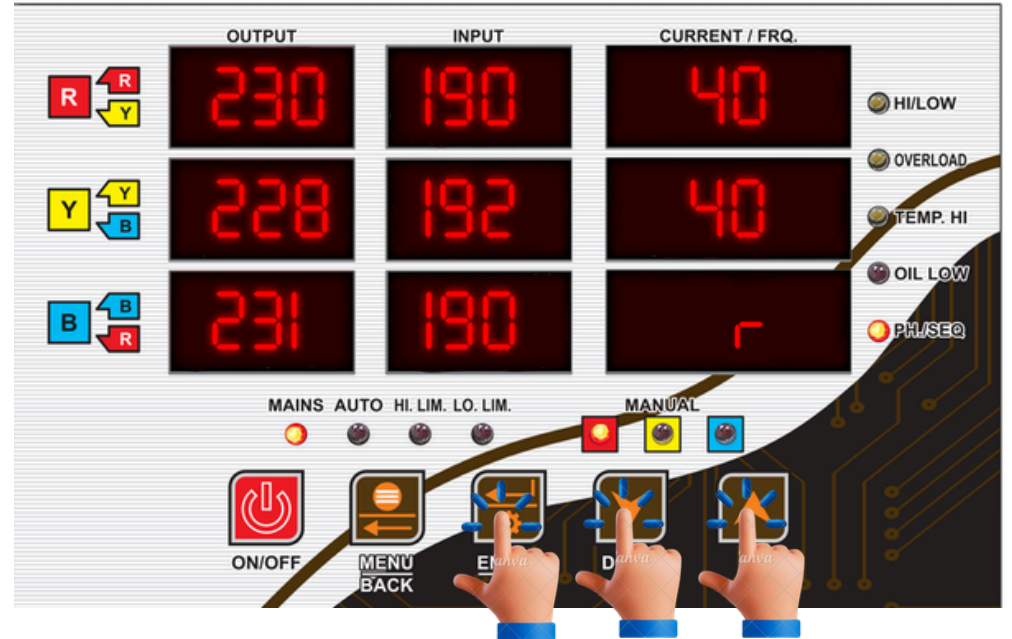 OUTPUT INPUT CURRENT / FRQ.
R R Y 230 190 40 HI/LOW
OVERLOAD
Y Y B 228 192 40 TEMP. HI
OIL LOW
B B R 231 190 r PH./SEQ
MAINS AUTO HI. LIM. LO. LIM. MANUAL
ON/OFF MENU
BACK